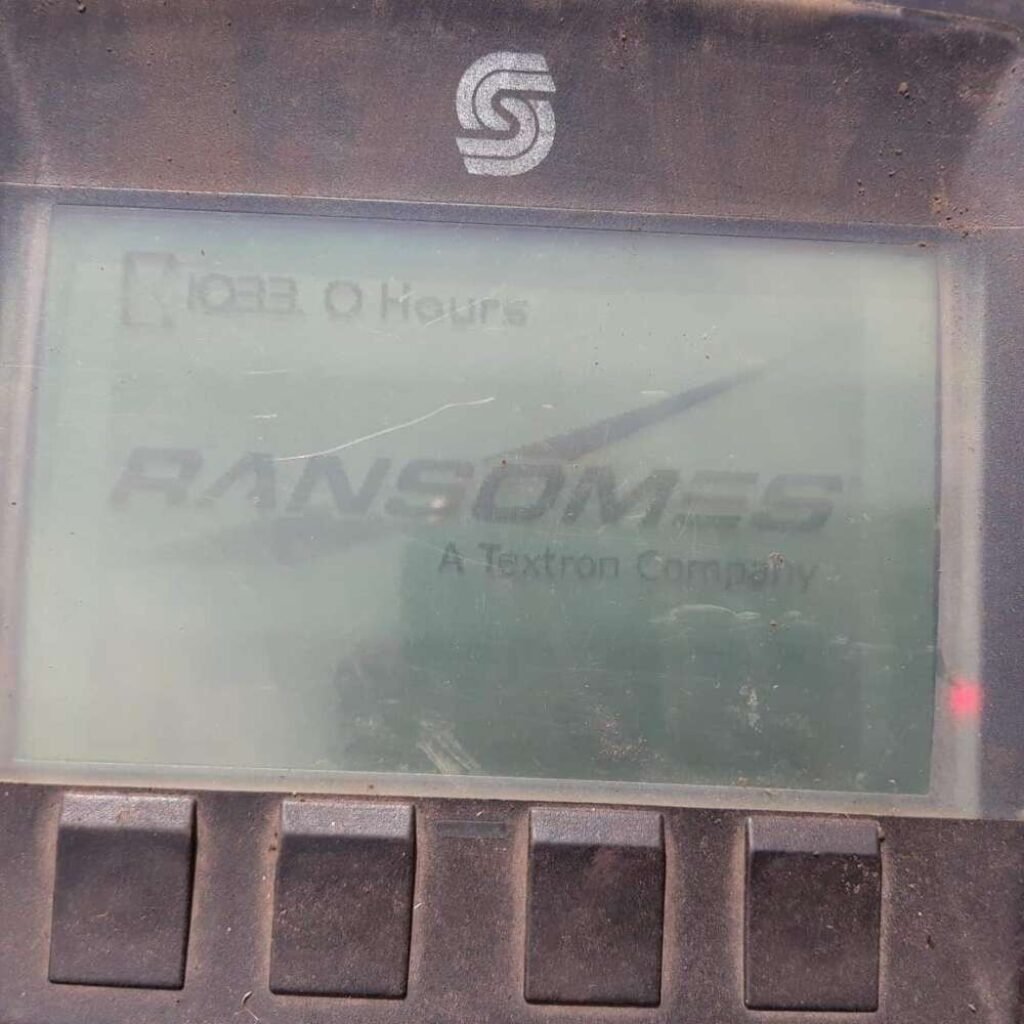 1033.0 Hours
RANSOMES
A Textron Company